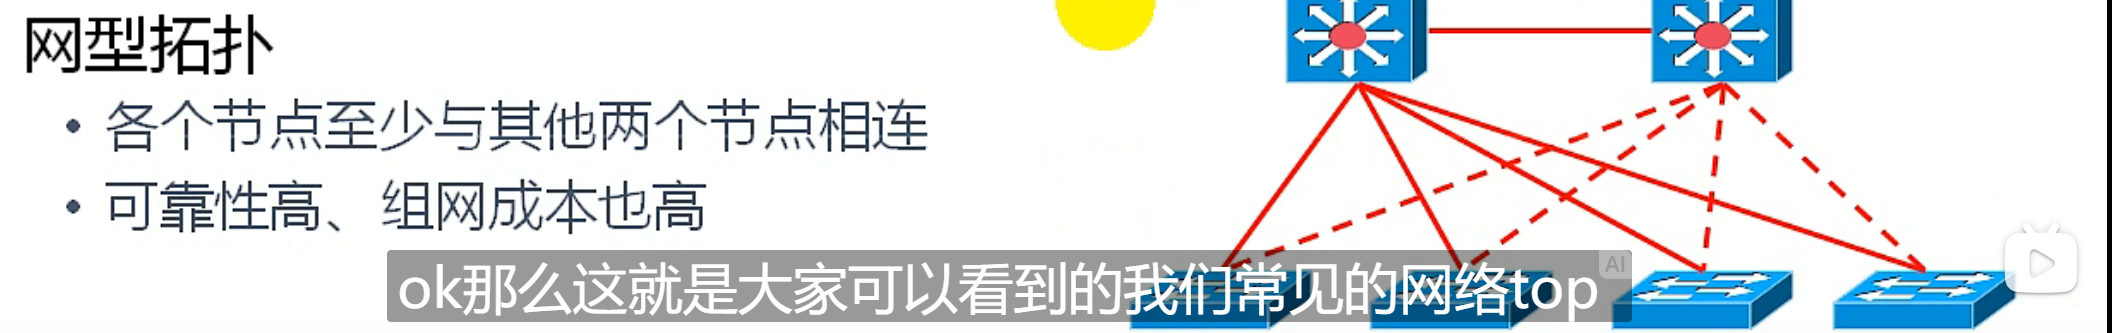 网型拓扑
• 各个节点至少与其他两个节点相连
• 可靠性高、组网成本也高
AI
ok那么这就是大家可以看到的我们常见的网络top